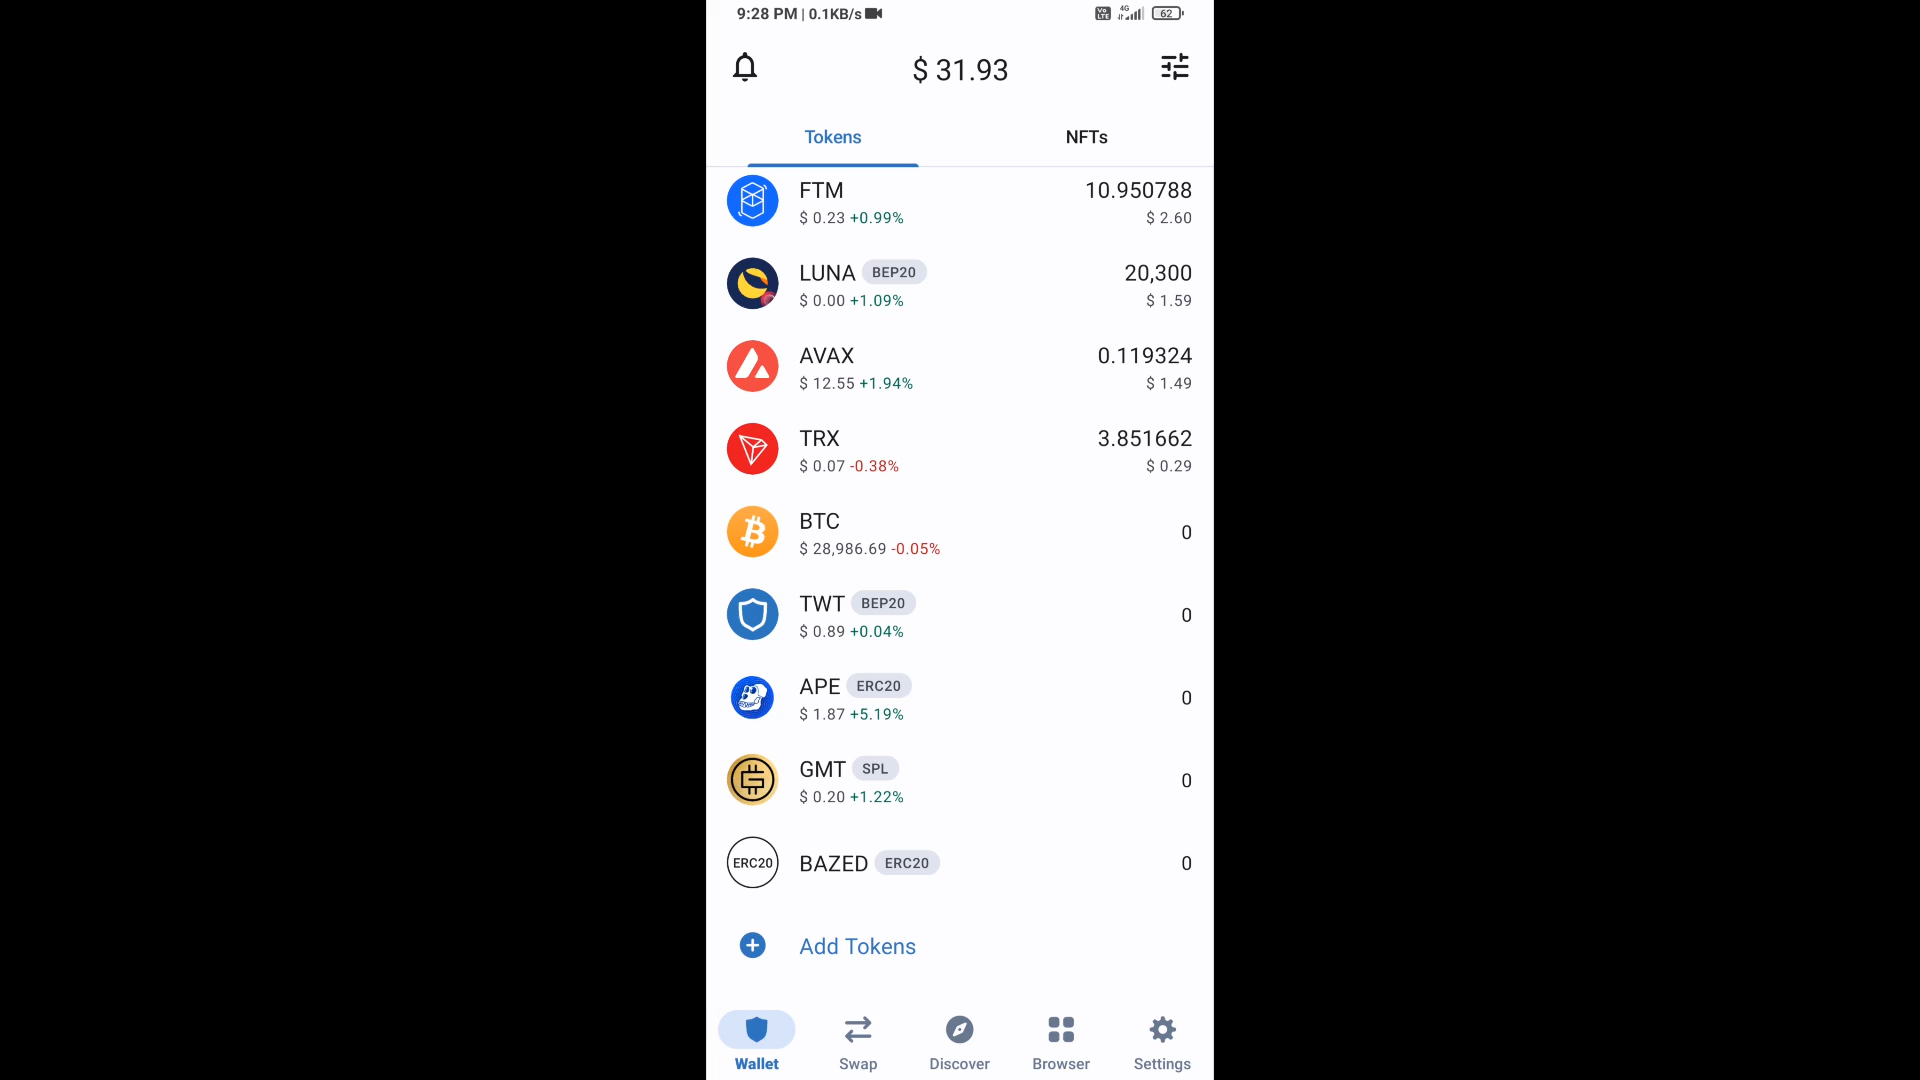 9:28 PM | 0.1KB/s Vo LTE 4G 62
$ 31.93
Tokens NFTs
FTM 10.950788
$ 0.23 +0.99% $ 2.60
LUNA BEP20 20,300
$ 0.00 +1.09% $ 1.59
AVAX 0.119324
$ 12.55 +1.94% $ 1.49
TRX 3.851662
$ 0.07 -0.38% $ 0.29
BTC 0
$ 28,986.69 -0.05%
TWT BEP20 0
$ 0.89 +0.04%
APE ERC20 0
$ 1.87 +5.19%
GMT SPL 0
$ 0.20 +1.22%
ERC20 BAZED ERC20 0
Add Tokens
Wallet Swap Discover Browser Settings